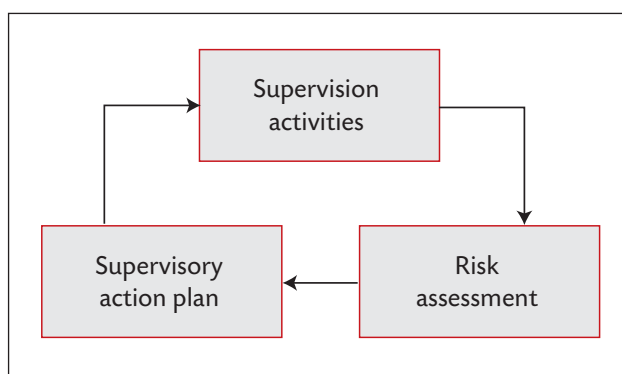 Supervision
activities
Supervisory
action plan
Risk
assessment